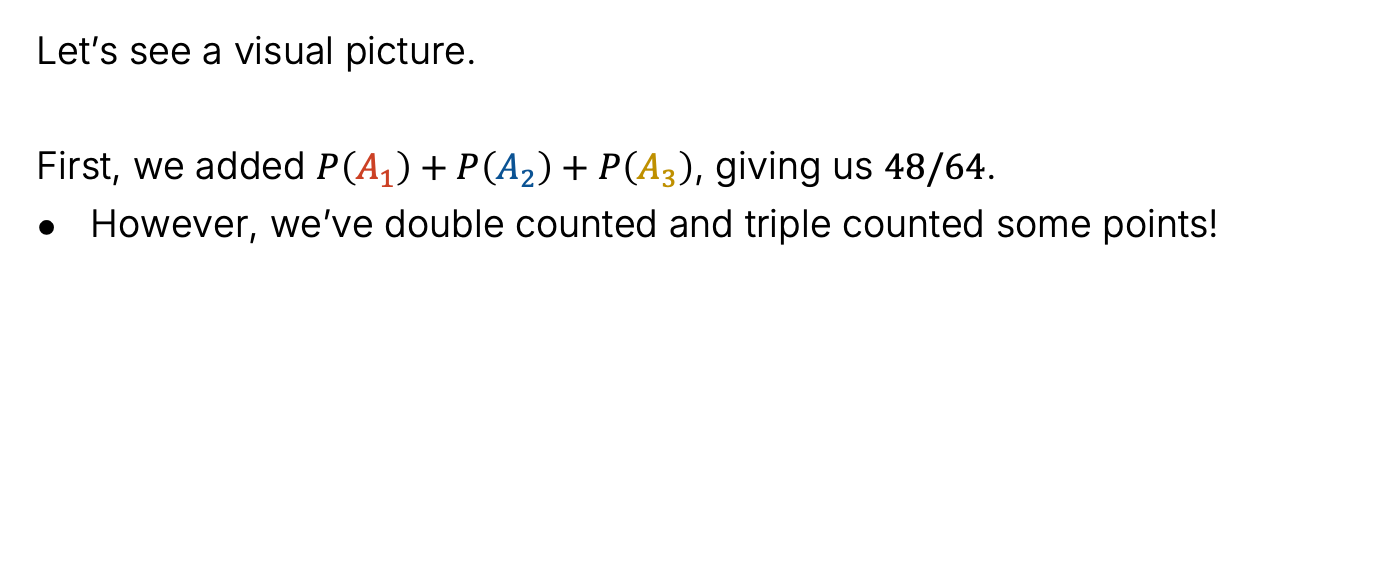 Let’s see a visual picture.
First, we added P(A₁) + P(A₂) + P(A₃), giving us 48/64.
● However, we’ve double counted and triple counted some points!